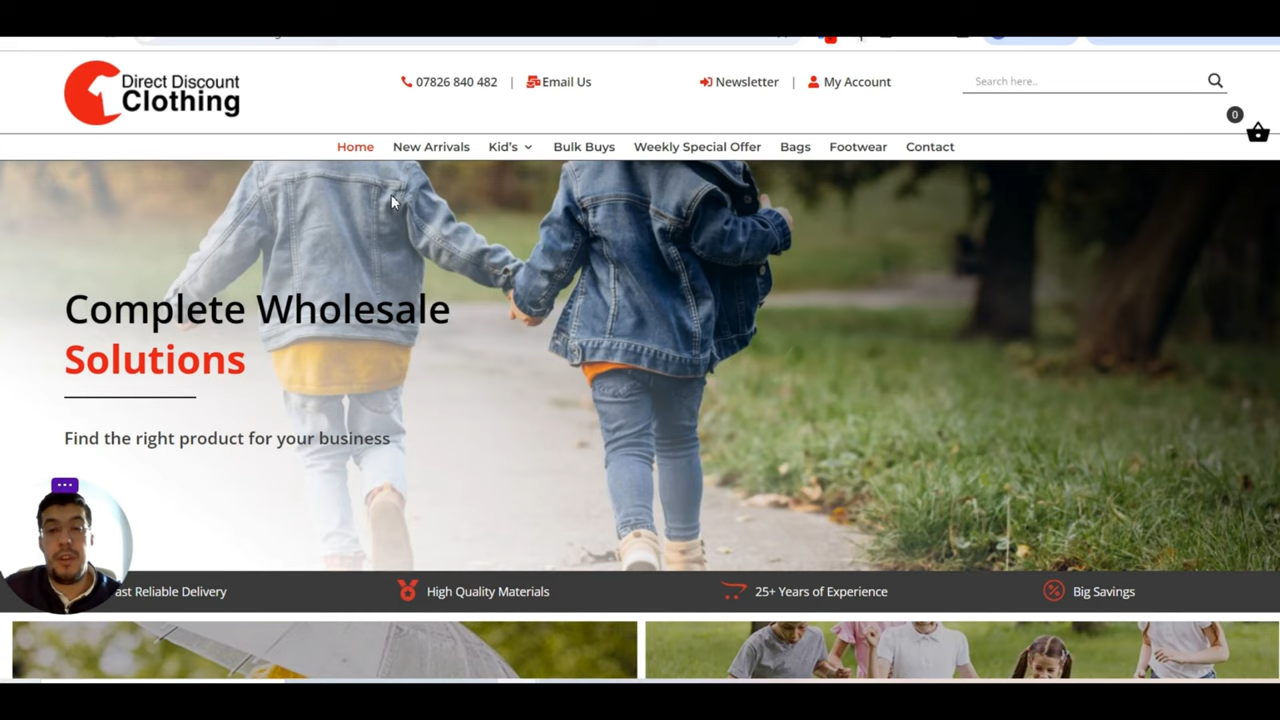 Direct Discount
Clothing
07826 840 482 | Email Us
Newsletter | My Account
Search here..
0
Home New Arrivals Kid's Bulk Buys Weekly Special Offer Bags Footwear Contact
Complete Wholesale
Solutions
Find the right product for your business
ast Reliable Delivery
High Quality Materials
25+ Years of Experience
Big Savings